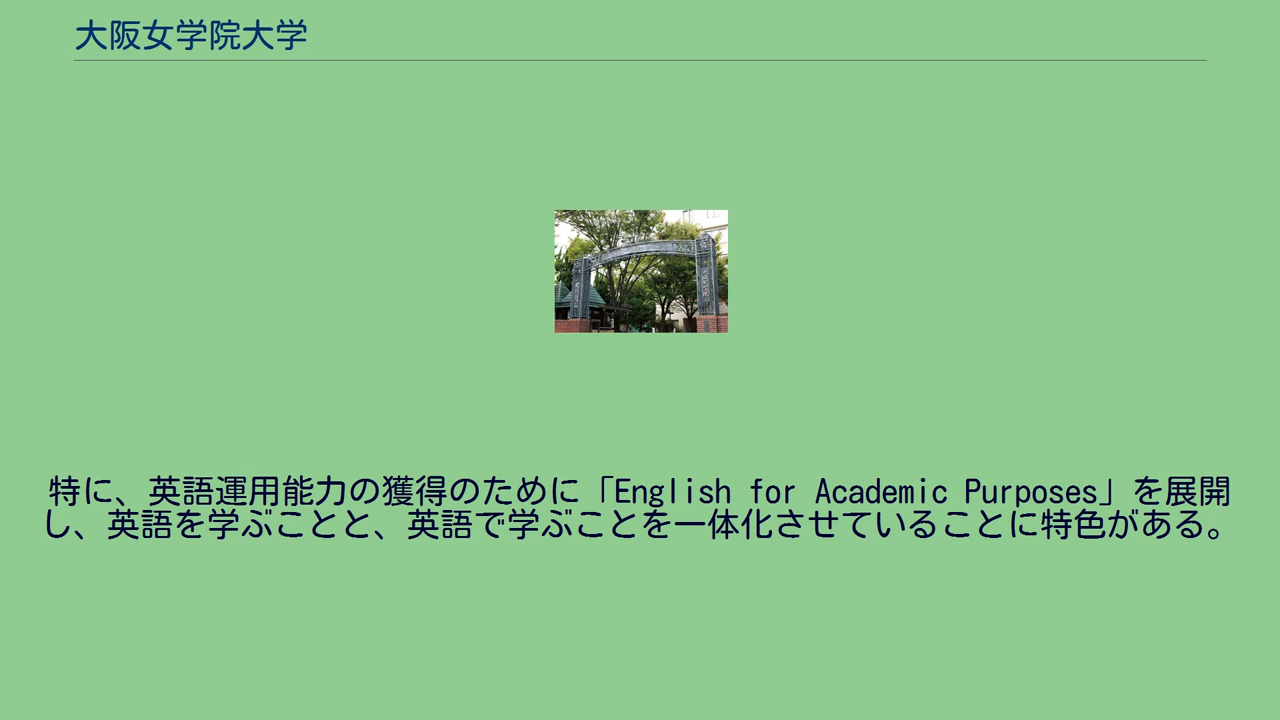 大阪女学院大学
特に、英語運用能力の獲得のために「English for Academic Purposes」を展開
し、英語を学ぶことと、英語で学ぶことを一体化させていることに特色がある。